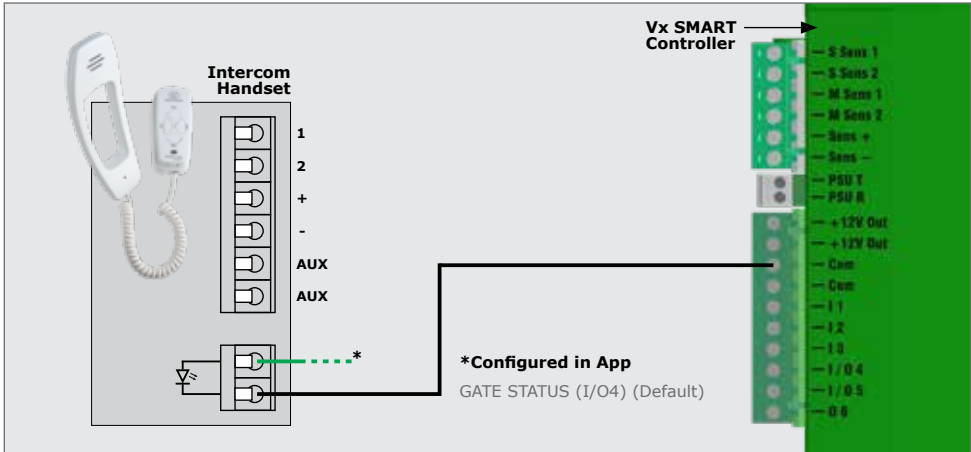 Vx SMART
Controller
Intercom
Handset
1
2
+
-
AUX
AUX
*
*Configured in App
GATE STATUS (I/O4) (Default)
S Sens 1
S Sens 2
M Sens 1
M Sens 2
Sens +
Sens –
PSU T
PSU R
+12V Out
+12V Out
Com
Com
I 1
I 2
I 3
I/O 4
I/O 5
O 6